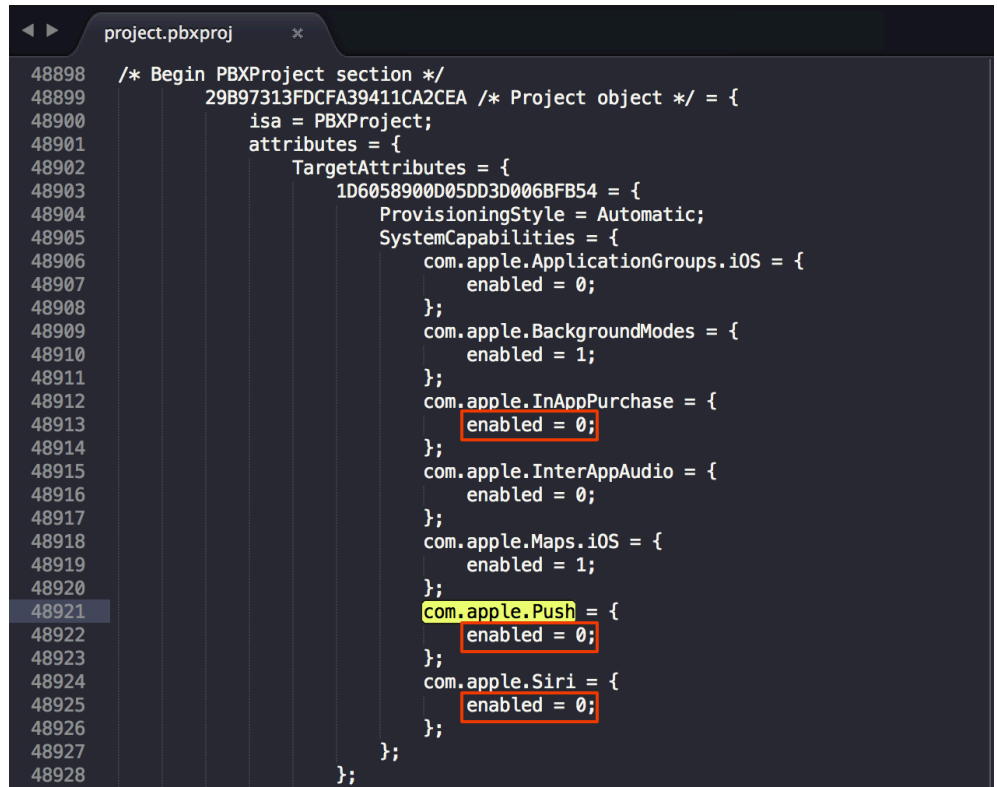 project.pbxproj ×
48898 /* Begin PBXProject section */
48899 29B97313FDCFA39411CA2CEA /* Project object */ = {
48900 isa = PBXProject;
48901 attributes = {
48902 TargetAttributes = {
48903 1D6058900D05DD3D006BFB54 = {
48904 ProvisioningStyle = Automatic;
48905 SystemCapabilities = {
48906 com.apple.ApplicationGroups.iOS = {
48907 enabled = 0;
48908 };
48909 com.apple.BackgroundModes = {
48910 enabled = 1;
48911 };
48912 com.apple.InAppPurchase = {
48913 enabled = 0;
48914 };
48915 com.apple.InterAppAudio = {
48916 enabled = 0;
48917 };
48918 com.apple.Maps.iOS = {
48919 enabled = 1;
48920 };
48921 com.apple.Push = {
48922 enabled = 0;
48923 };
48924 com.apple.Siri = {
48925 enabled = 0;
48926 };
48927 };
48928 };